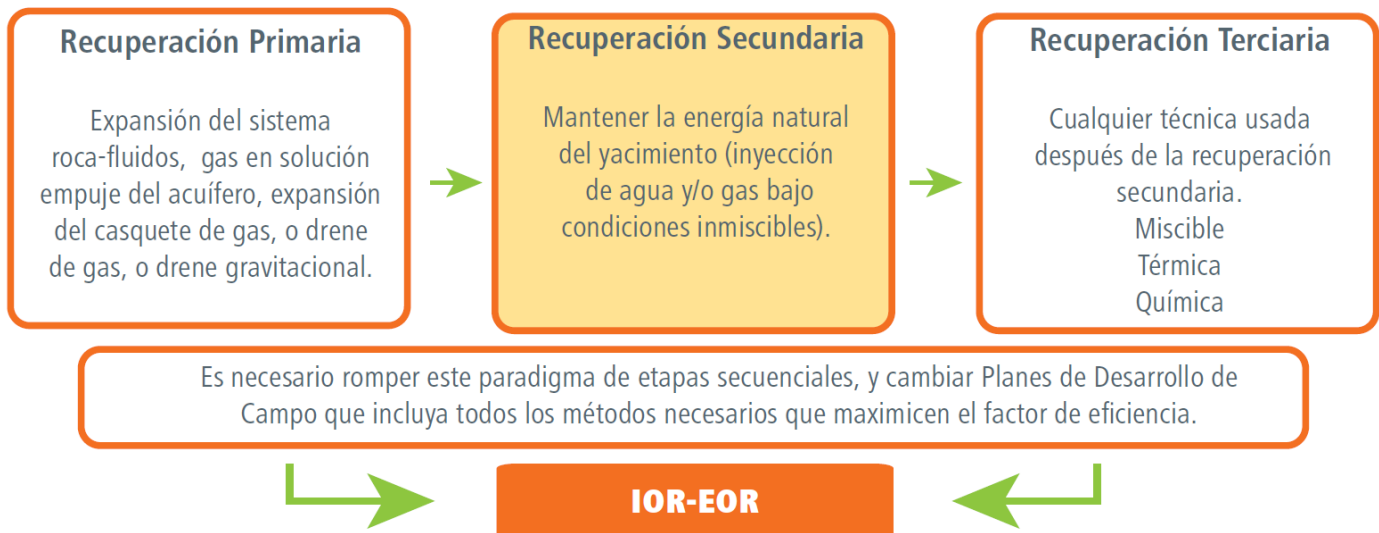 Recuperación Primaria
Expansión del sistema
roca-fluidos, gas en solución
empuje del acuífero, expansión
del casquete de gas, o drene
de gas, o drene gravitacional.
Recuperación Secundaria
Mantener la energía natural
del yacimiento (inyección
de agua y/o gas bajo
condiciones inmiscibles).
Recuperación Terciaria
Cualquier técnica usada
después de la recuperación
secundaria.
Miscible
Térmica
Química
Es necesario romper este paradigma de etapas secuenciales, y cambiar Planes de Desarrollo de
Campo que incluya todos los métodos necesarios que maximicen el factor de eficiencia.
IOR-EOR